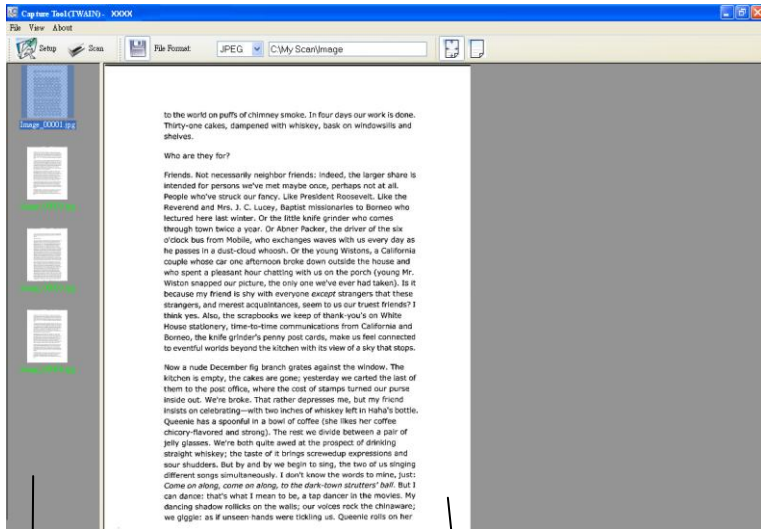 Capture Tool(TWAIN) - XXXX
File View About
Setup Scan File Format: JPEG C:\My Scan\Image
Image_00001.jpg
to the world on puffs of chimney smoke. In four days our work is done.
Thirty-one cakes, dampened with whiskey, bask on windowsills and
shelves.
Who are they for?
Friends. Not necessarily neighbor friends: indeed, the larger share is
intended for persons we've met maybe once, perhaps not at all.
People who've struck our fancy. Like President Roosevelt. Like the
Reverend and Mrs. J. C. Lucey, Baptist missionaries to Borneo who
lectured here last winter. Or the little knife grinder who comes
through town twice a year. Or Abner Packer, the driver of the six
o'clock bus from Mobile, who exchanges waves with us every day as
he passes in a dust-cloud whoosh. Or the young Wistons, a California
couple whose car one afternoon broke down outside the house and
who spent a pleasant hour chatting with us on the porch (young Mr.
Wiston snapped our picture, the only one we've ever had taken). Is it
because my friend is shy with everyone except strangers that these
strangers, and merest acquaintances, seem to us our truest friends? I
think yes. Also, the scrapbooks we keep of thank-you's on White
House stationery, time-to-time communications from California and
Borneo, the knife grinder's penny post cards, make us feel connected
to eventful worlds beyond the kitchen with its view of a sky that stops.
Now a nude December fig branch grates against the window. The
kitchen is empty, the cakes are gone; yesterday we carted the last of
them to the post office, where the cost of stamps turned our purse
inside out. We're broke. That rather depresses me, but my friend
insists on celebrating—with two inches of whiskey left in Haha's bottle.
Queenie has a spoonful in a bowl of coffee (she likes her coffee
chicory-flavored and strong). The rest we divide between a pair of
jelly glasses. We're both quite awed at the prospect of drinking
straight whiskey; the taste of it brings screwedup expressions and
sour shudders. But by and by we begin to sing, the two of us singing
different songs simultaneously. I don't know the words to mine, just:
Come on along, come on along, to the dark-town strutters' ball. But I
can dance: that's what I mean to be, a tap dancer in the movies. My
dancing shadow rollicks on the walls; our voices rock the chinaware;
we giggle: as if unseen hands were tickling us. Queenie rolls on her